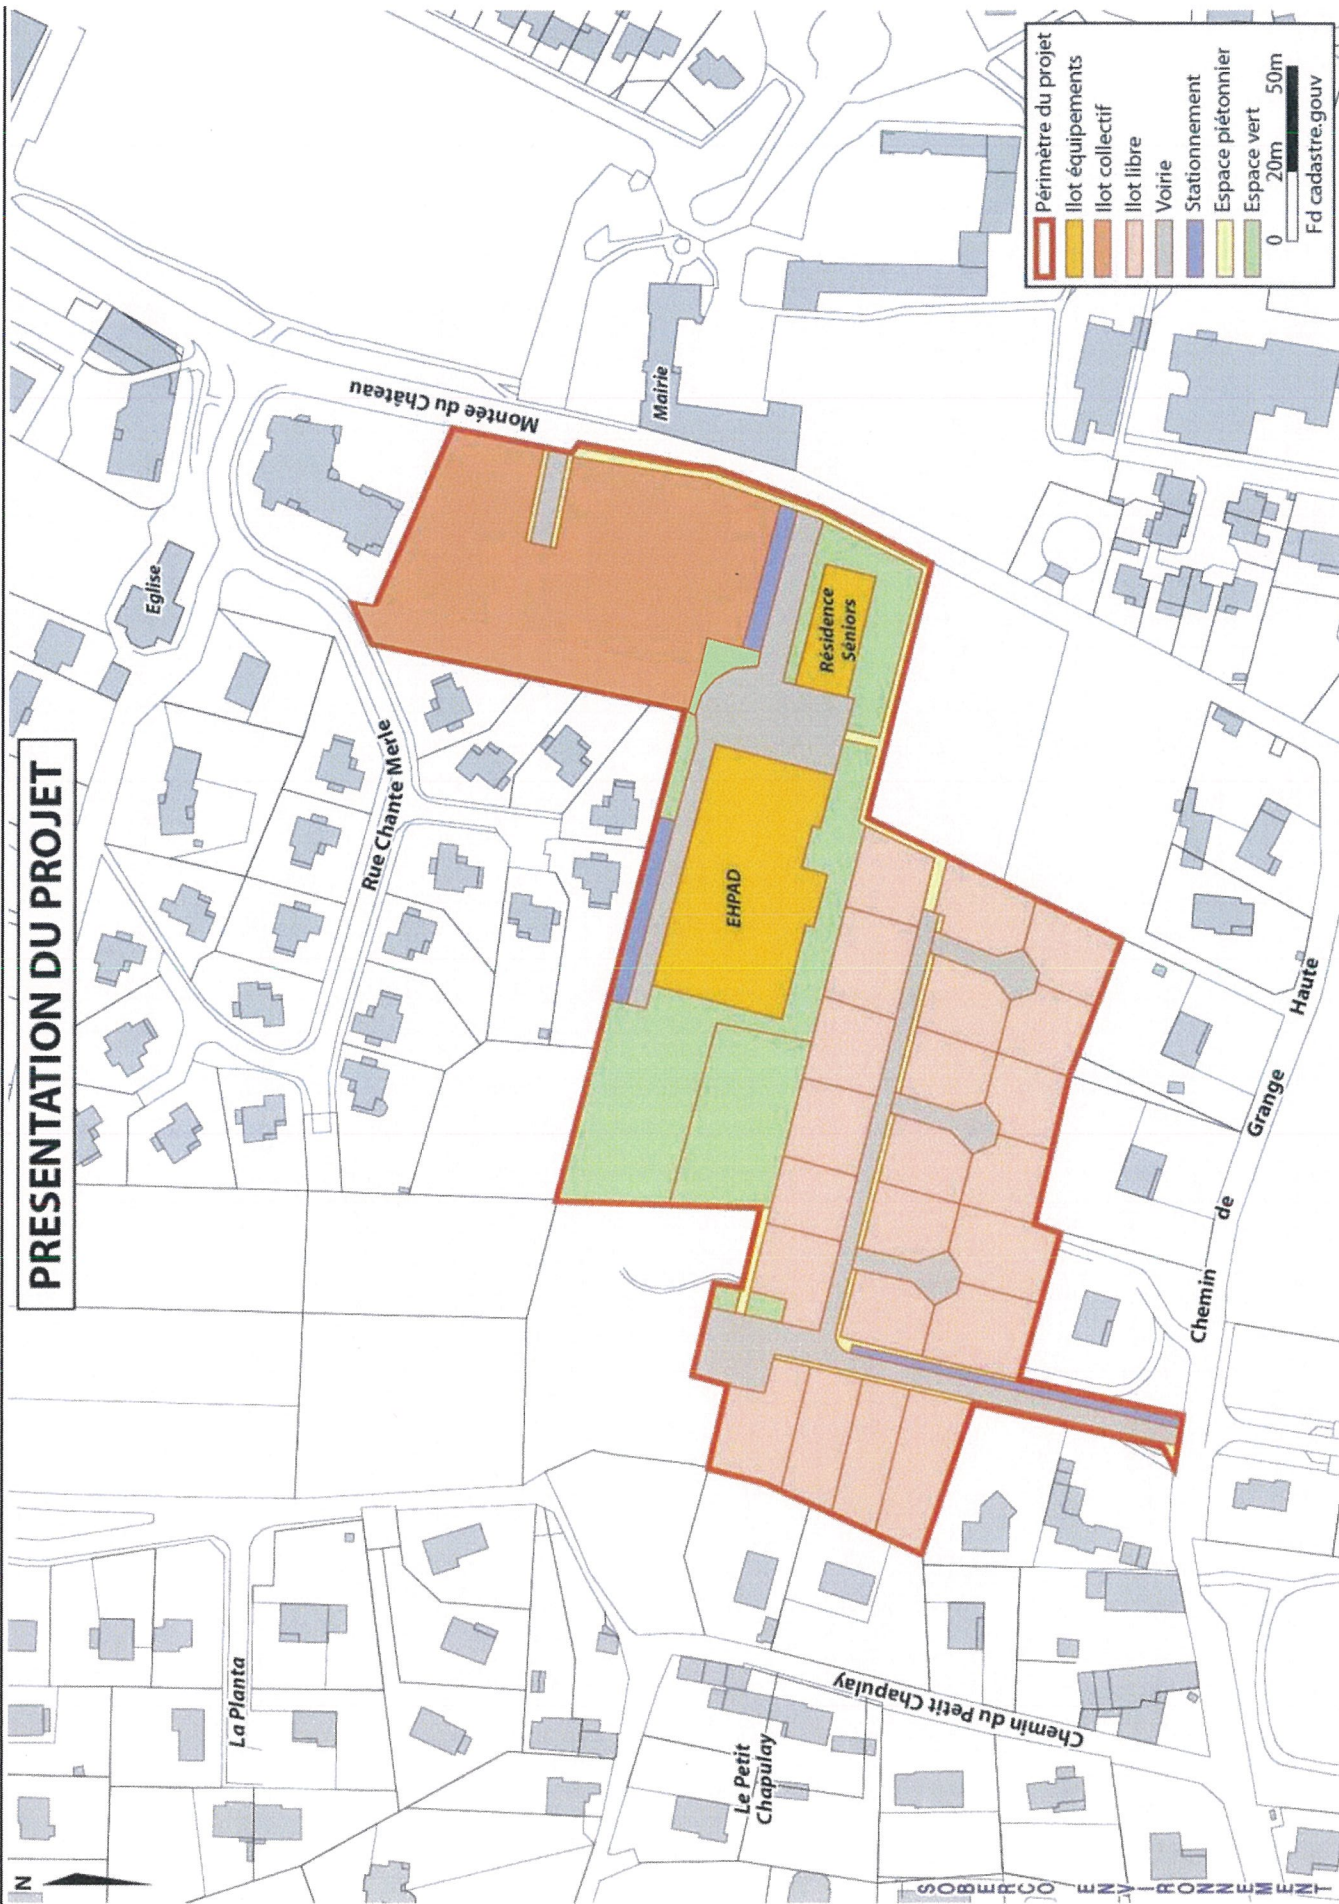 PRESENTATION DU PROJET
N
Eglise
Rue Chante Merle
Montée du Château
Mairie
La Planta
EHPAD
Résidence
Séniors
Le Petit
Chapulay
Chemin du Petit Chapulay
Chemin de Grange Haute
Périmètre du projet
Ilot équipements
Ilot collectif
Ilot libre
Voirie
Stationnement
Espace piétonnier
Espace vert
0 20m 50m
Fd cadastre.gouv
SOBERCO
ENVIRONNEMENT